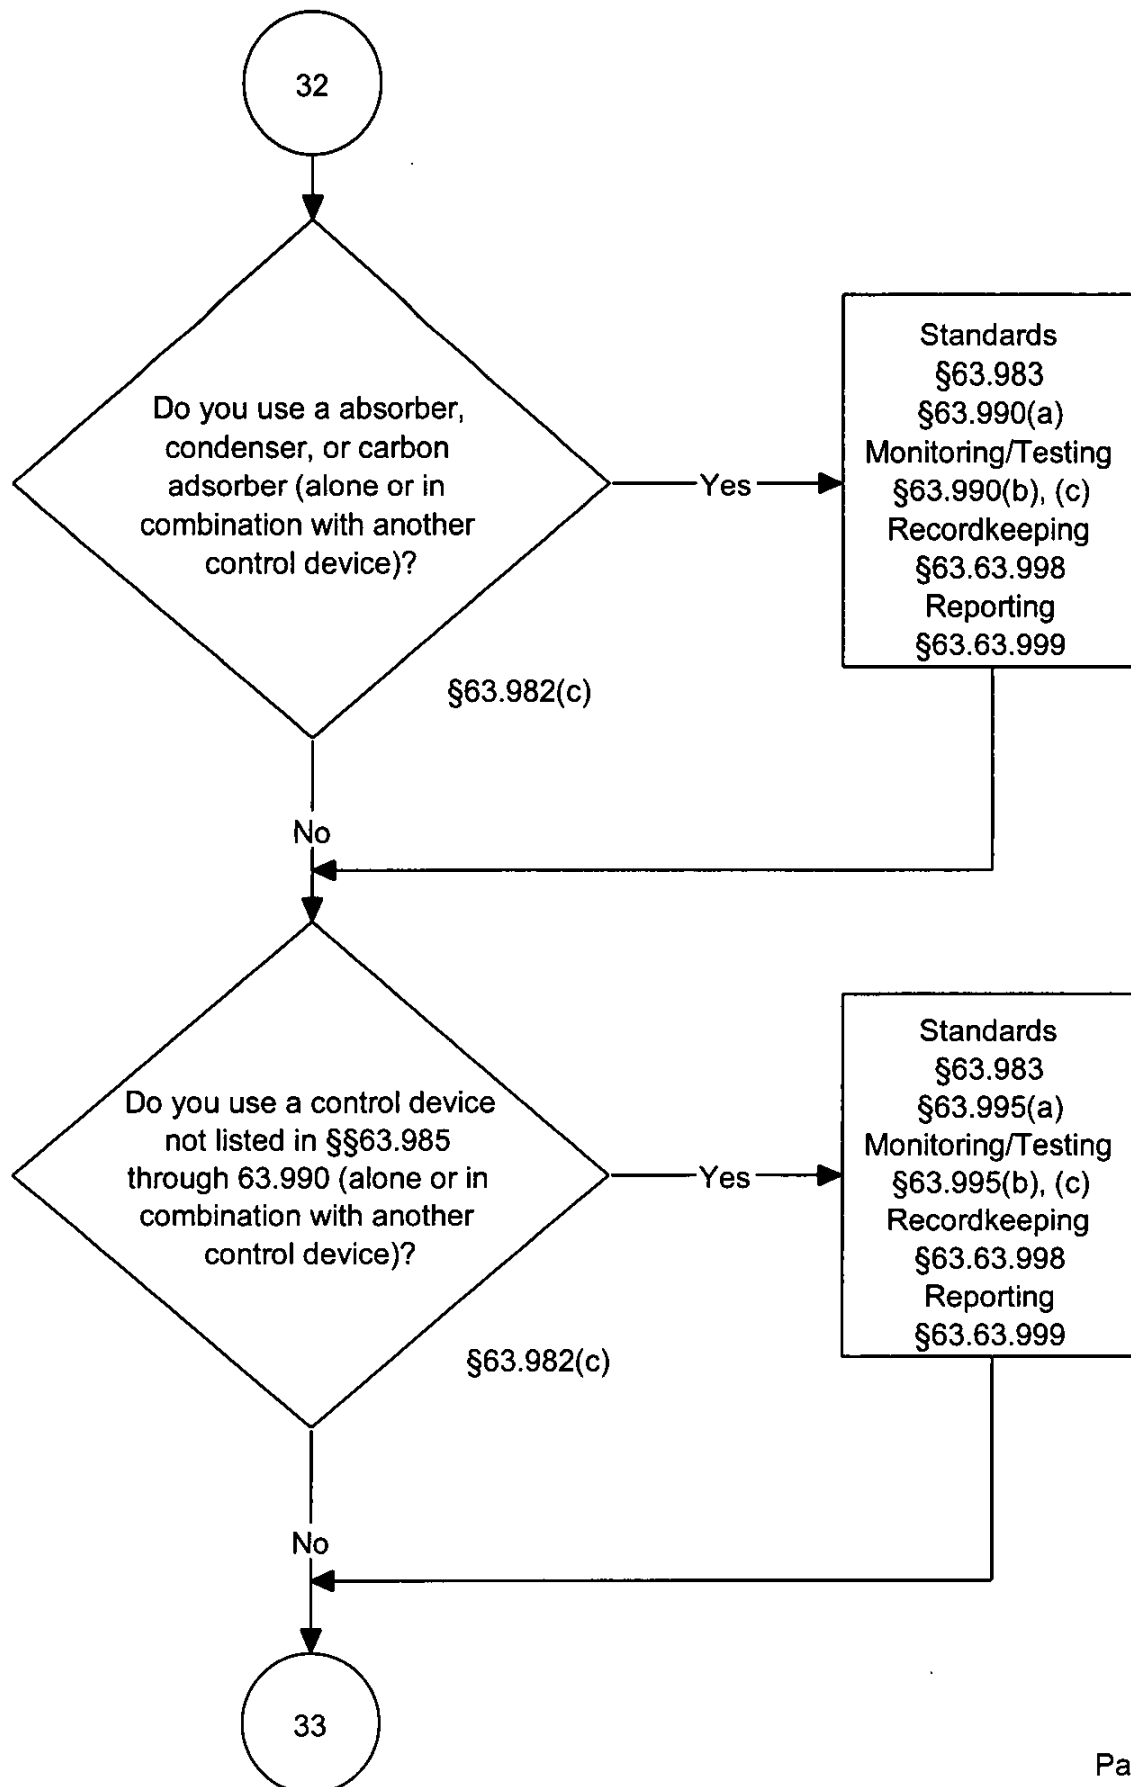 32
Do you use a absorber,
condenser, or carbon
adsorber (alone or in
combination with another
control device)?
Yes
Standards
§63.983
§63.990(a)
Monitoring/Testing
§63.990(b), (c)
Recordkeeping
§63.63.998
Reporting
§63.63.999
§63.982(c)
No
Do you use a control device
not listed in §§63.985
through 63.990 (alone or in
combination with another
control device)?
Yes
Standards
§63.983
§63.995(a)
Monitoring/Testing
§63.995(b), (c)
Recordkeeping
§63.63.998
Reporting
§63.63.999
§63.982(c)
No
33
Pa